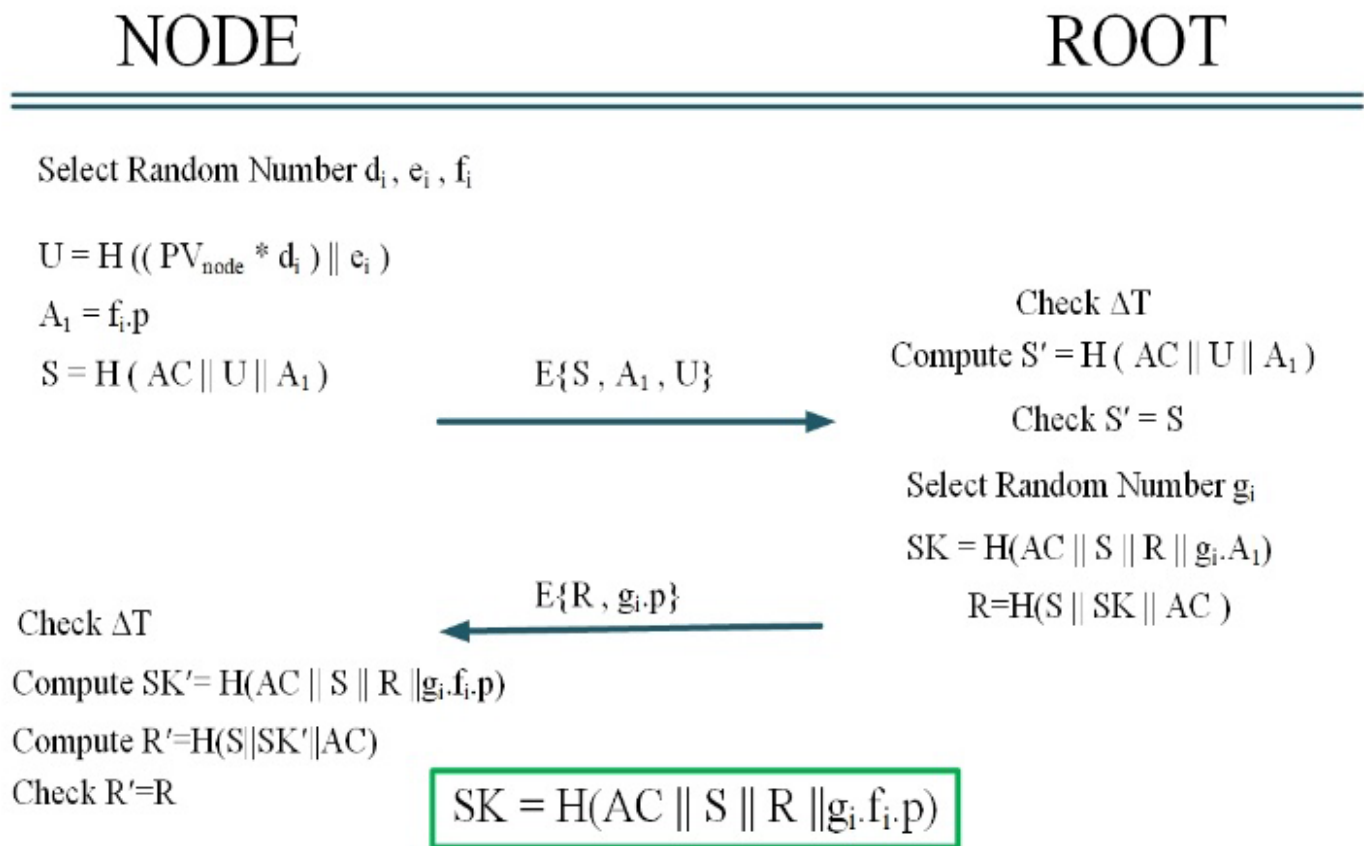 NODE
ROOT
Select Random Number dᵢ, eᵢ , fᵢ
U = H (( PV_node * dᵢ ) || eᵢ )
A₁ = fᵢ.p
S = H ( AC || U || A₁ )
E{S , A₁ , U}
Check ΔT
Compute S′ = H ( AC || U || A₁ )
Check S′ = S
Select Random Number gᵢ
SK = H(AC || S || R || gᵢ.A₁)
R=H(S || SK || AC )
E{R , gᵢ.p}
Check ΔT
Compute SK′= H(AC || S || R ||gᵢ.fᵢ.p)
Compute R′=H(S||SK′||AC)
Check R′=R
SK = H(AC || S || R ||gᵢ.fᵢ.p)